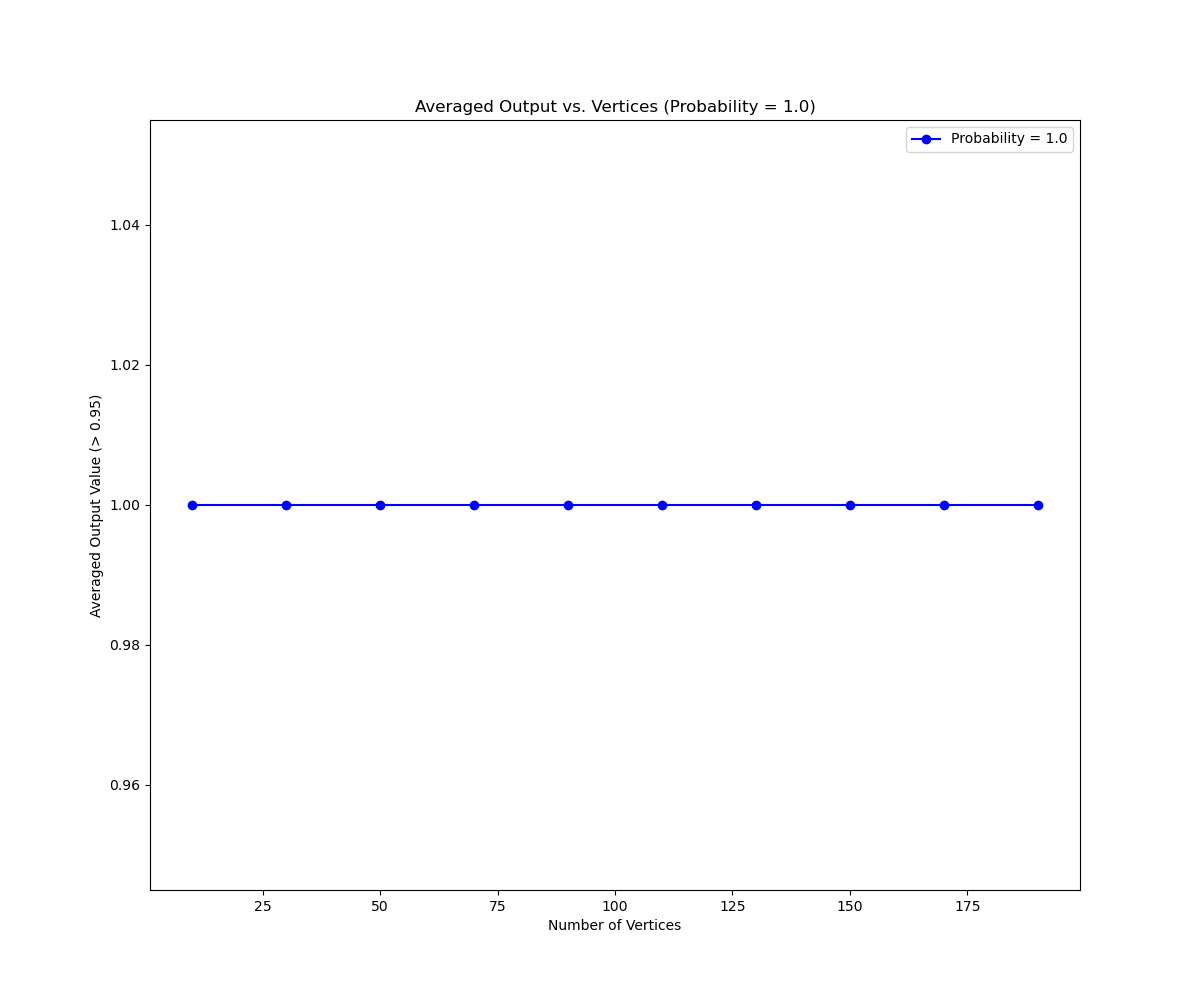 Averaged Output vs. Vertices (Probability = 1.0)
Probability = 1.0
Averaged Output Value (> 0.95)
1.04
1.02
1.00
0.98
0.96
25 50 75 100 125 150 175
Number of Vertices